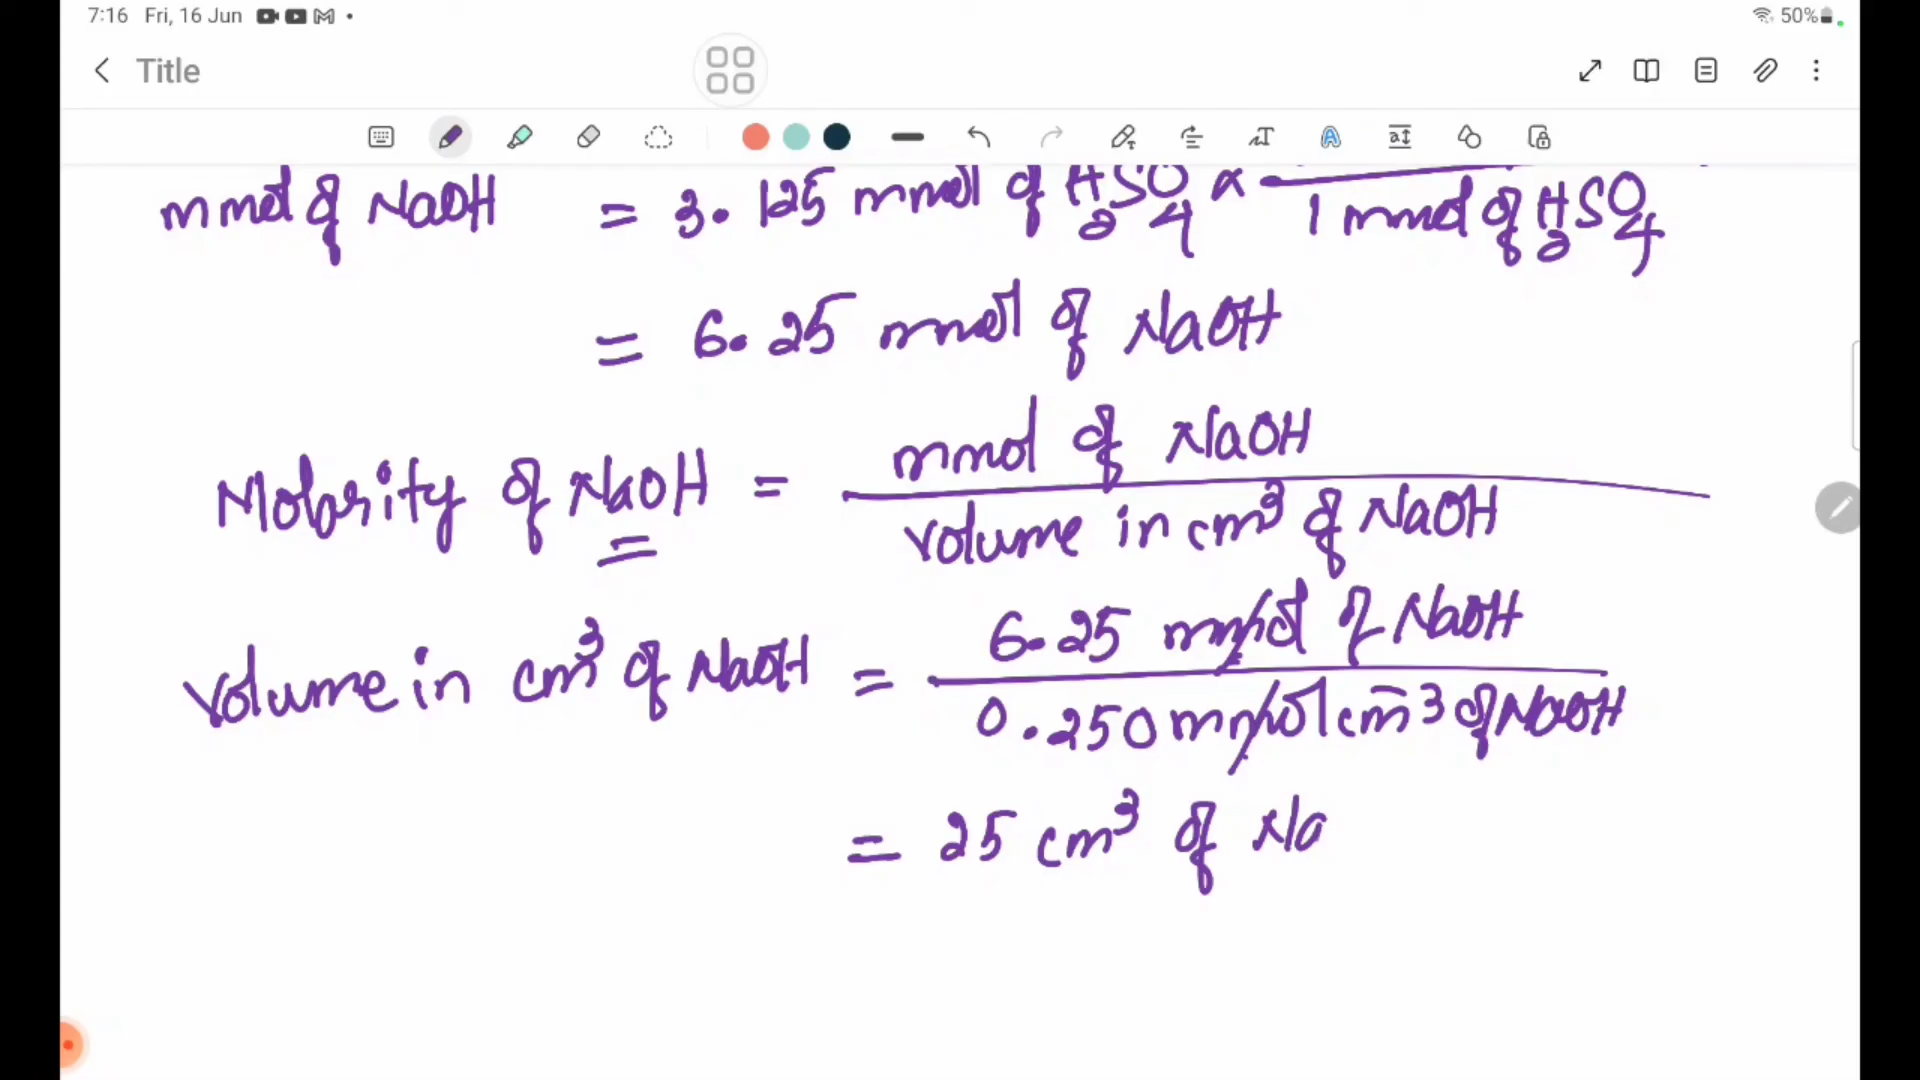 7:16 Fri, 16 Jun 50%
Title
mmol of NaOH = 3.125 mmol of H2SO4 ×
1 mmol of H2SO4
= 6.25 mmol of NaOH
Molarity of NaOH = mmol of NaOH
volume in cm³ of NaOH
volume in cm³ of NaOH = 6.25 mmol of NaOH
0.250 mmol cm⁻³ of NaOH
= 25 cm³ of Na